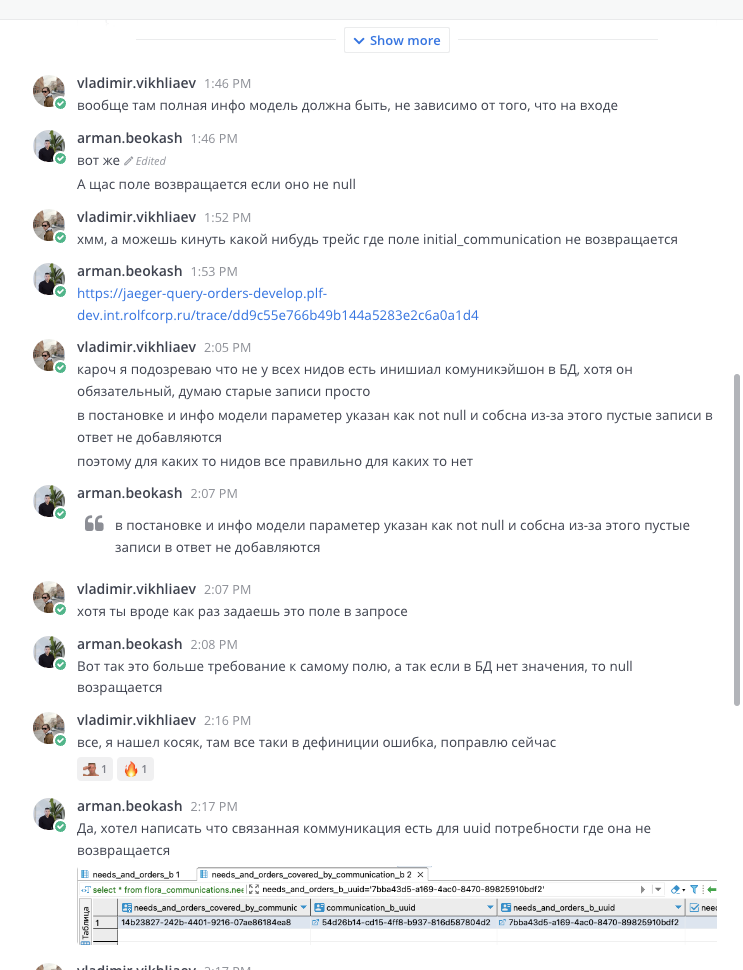 Show more
vladimir.vikhliaev 1:46 PM
вообще там полная инфо модель должна быть, не зависимо от того, что на входе
arman.beokash 1:46 PM
вот же Edited
А щас поле возвращается если оно не null
vladimir.vikhliaev 1:52 PM
хмм, а можешь кинуть какой нибудь трейс где поле initial_communication не возвращается
arman.beokash 1:53 PM
https://jaeger-query-orders-develop.plf-
dev.int.rolfcorp.ru/trace/dd9c55e766b49b144a5283e2c6a0a1d4
vladimir.vikhliaev 2:05 PM
кароч я подозреваю что не у всех нидов есть инишиал комуникэйшон в БД, хотя он
обязательный, думаю старые записи просто
в постановке и инфо модели параметр указан как not null и собсна из-за этого пустые записи в
ответ не добавляются
поэтому для каких то нидов все правильно для каких то нет
arman.beokash 2:07 PM
в постановке и инфо модели параметр указан как not null и собсна из-за этого пустые
записи в ответ не добавляются
vladimir.vikhliaev 2:07 PM
хотя ты вроде как раз задаешь это поле в запросе
arman.beokash 2:08 PM
Вот так это больше требование к самому полю, а так если в БД нет значения, то null
возращается
vladimir.vikhliaev 2:16 PM
все, я нашел косяк, там все таки в дефиниции ошибка, поправлю сейчас
1 1
arman.beokash 2:17 PM
Да, хотел написать что связанная коммуникация есть для uuid потребности где она не
возвращается
needs_and_orders_b 1 needs_and_orders_covered_by_communication_b 2
select * from flora_communications.nee needs_and_orders_b_uuid='7bba43d5-a169-4ac0-8470-89825910bdf2'
Таблица
needs_and_orders_covered_by_communic communication_b_uuid needs_and_orders_b_uuid neec
1 14b23827-242b-4401-9216-07ae86184ea8 54d26b14-cd15-4ff8-b937-816d587804d2 7bba43d5-a169-4ac0-8470-89825910bdf2
vladimir.vikhliaev 2:17 PM